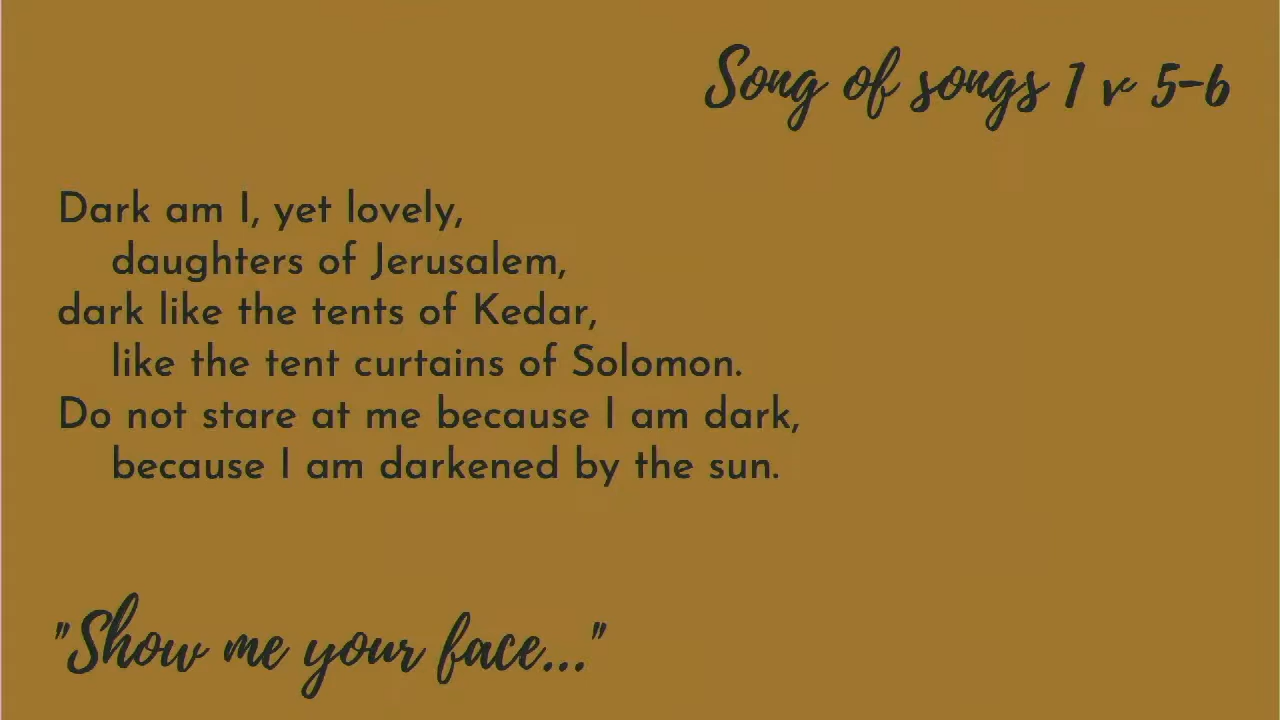 Song of songs 1 v 5-6
Dark am I, yet lovely,
daughters of Jerusalem,
dark like the tents of Kedar,
like the tent curtains of Solomon.
Do not stare at me because I am dark,
because I am darkened by the sun.
"Show me your face..."